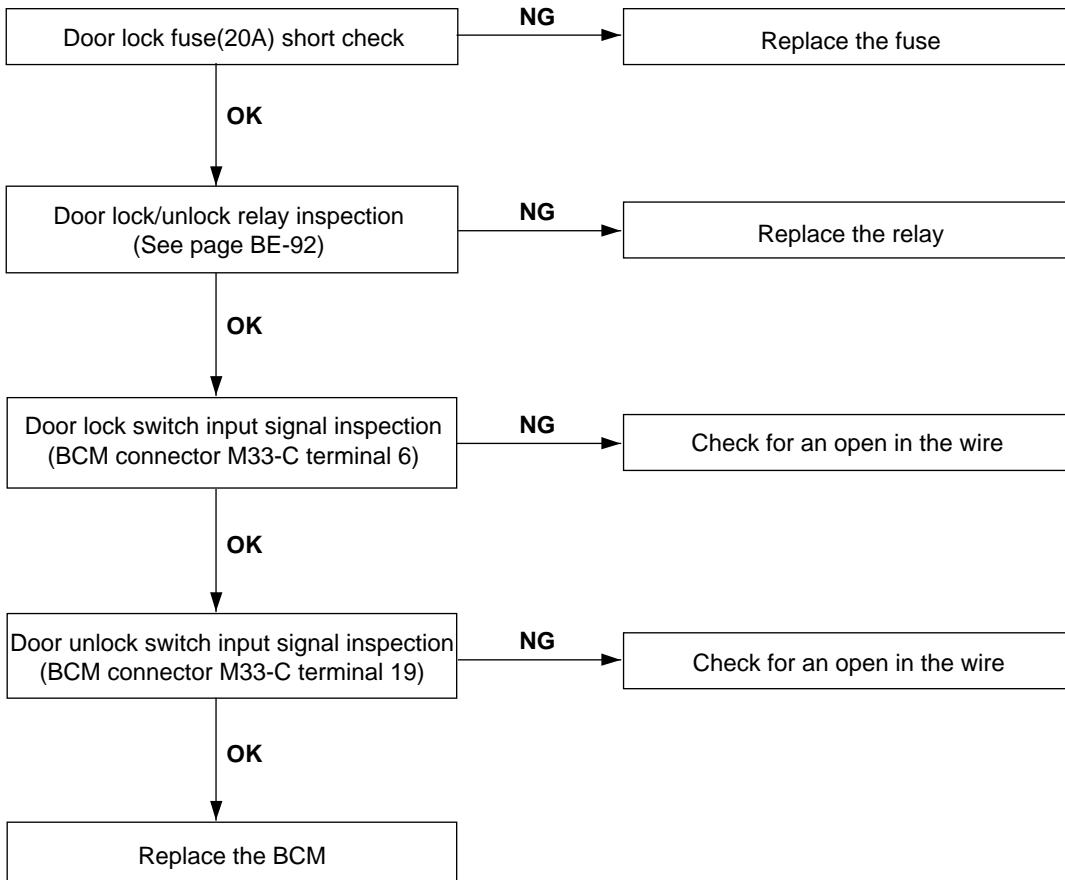 Door lock fuse(20A) short check
NG
Replace the fuse
OK
Door lock/unlock relay inspection
(See page BE-92)
NG
Replace the relay
OK
Door lock switch input signal inspection
(BCM connector M33-C terminal 6)
NG
Check for an open in the wire
OK
Door unlock switch input signal inspection
(BCM connector M33-C terminal 19)
NG
Check for an open in the wire
OK
Replace the BCM